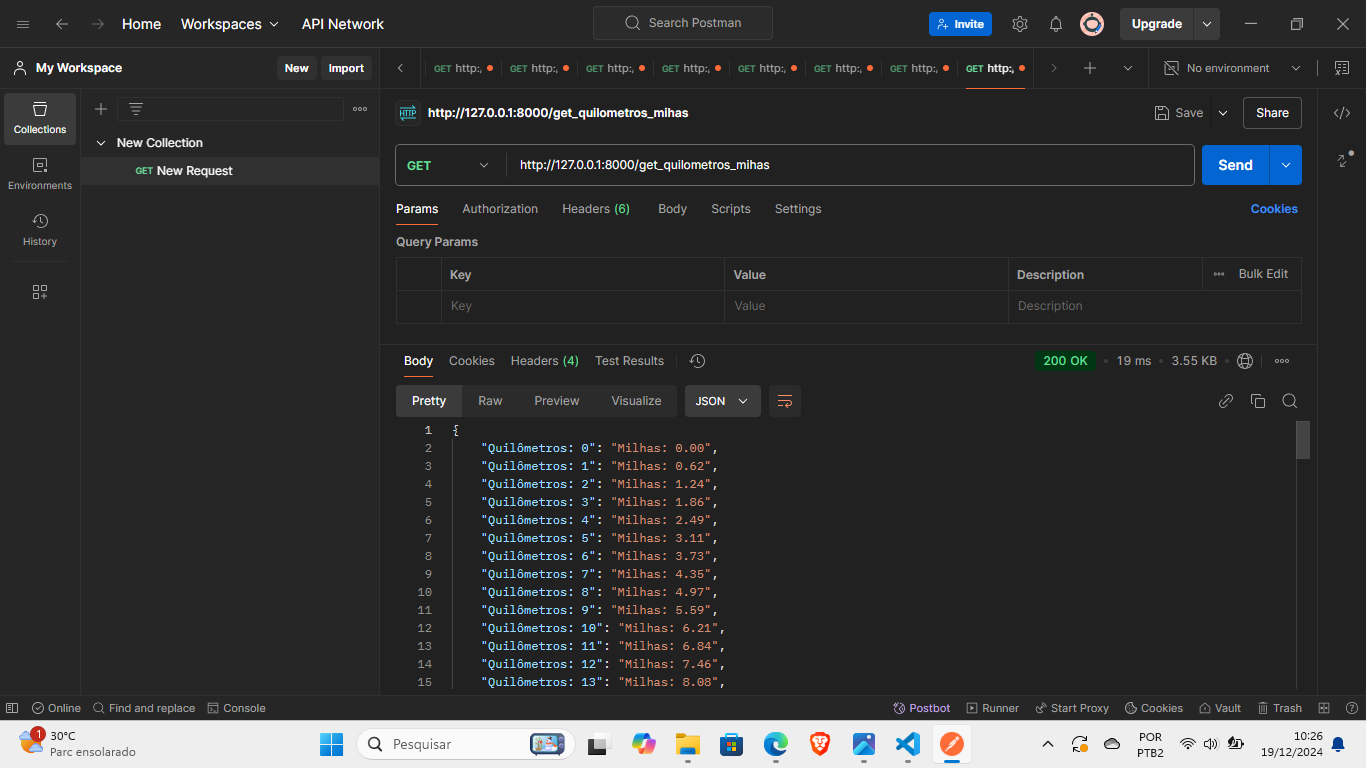 Home Workspaces API Network Search Postman Invite Upgrade
My Workspace New Import GET http:, GET http:, GET http:, GET http:, GET http:, GET http:, GET http:, GET http:, No environment
Collections
Environments
History
New Collection
GET New Request
HTTP http://127.0.0.1:8000/get_quilometros_mihas Save Share
GET http://127.0.0.1:8000/get_quilometros_mihas Send
Params Authorization Headers (6) Body Scripts Settings Cookies
Query Params
Key Value Description Bulk Edit
Key Value Description
Body Cookies Headers (4) Test Results 200 OK 19 ms 3.55 KB
Pretty Raw Preview Visualize JSON
1 {
2 "Quilômetros: 0": "Milhas: 0.00",
3 "Quilômetros: 1": "Milhas: 0.62",
4 "Quilômetros: 2": "Milhas: 1.24",
5 "Quilômetros: 3": "Milhas: 1.86",
6 "Quilômetros: 4": "Milhas: 2.49",
7 "Quilômetros: 5": "Milhas: 3.11",
8 "Quilômetros: 6": "Milhas: 3.73",
9 "Quilômetros: 7": "Milhas: 4.35",
10 "Quilômetros: 8": "Milhas: 4.97",
11 "Quilômetros: 9": "Milhas: 5.59",
12 "Quilômetros: 10": "Milhas: 6.21",
13 "Quilômetros: 11": "Milhas: 6.84",
14 "Quilômetros: 12": "Milhas: 7.46",
15 "Quilômetros: 13": "Milhas: 8.08",
Online Find and replace Console Postbot Runner Start Proxy Cookies Vault Trash
1 30°C
Parc ensolarado
Pesquisar
POR
PTB2
10:26
19/12/2024